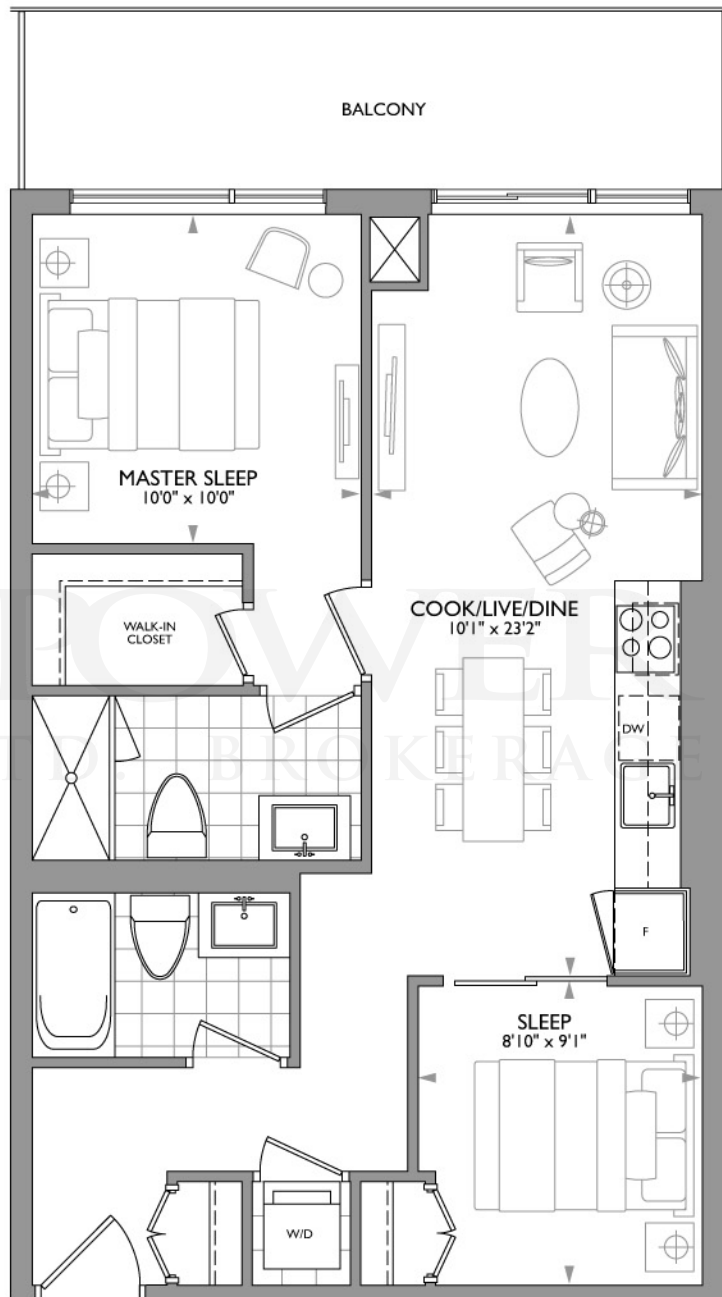 BALCONY
MASTER SLEEP
10'0" x 10'0"
WALK-IN
CLOSET
COOK/LIVE/DINE
10'1" x 23'2"
POWER
TD. BROKERAGE
DW
F
SLEEP
8'10" x 9'1"
W/D